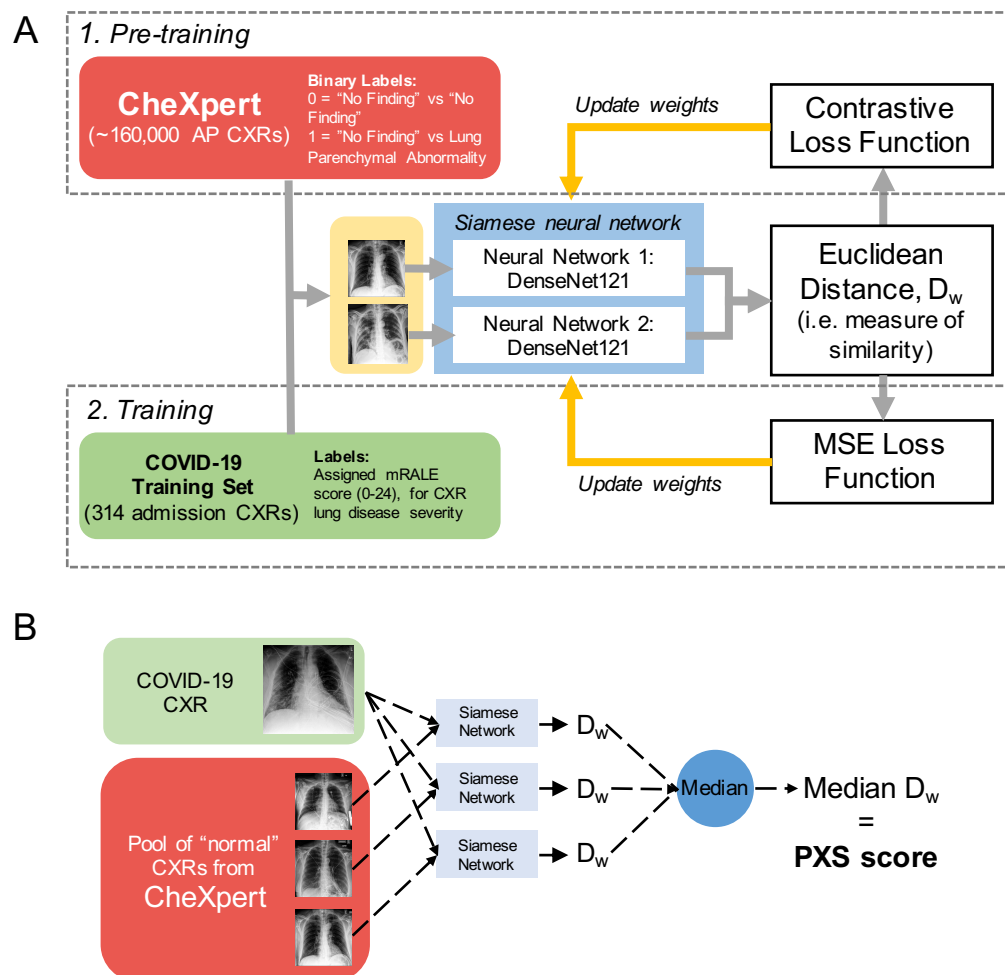 A
1. Pre-training
CheXpert
(~160,000 AP CXRs)
Binary Labels:
0 = “No Finding” vs “No
Finding”
1 = ”No Finding” vs Lung
Parenchymal Abnormality
Update weights
Contrastive
Loss Function
Siamese neural network
Neural Network 1:
DenseNet121
Neural Network 2:
DenseNet121
Euclidean
Distance, Dw
(i.e. measure of
similarity)
2. Training
COVID-19
Training Set
(314 admission CXRs)
Labels:
Assigned mRALE
score (0-24), for CXR
lung disease severity
Update weights
MSE Loss
Function
B
COVID-19
CXR
Pool of “normal”
CXRs from
CheXpert
Siamese
Network
Dw
Siamese
Network
Dw
Siamese
Network
Dw
Median
Median Dw
=
PXS score